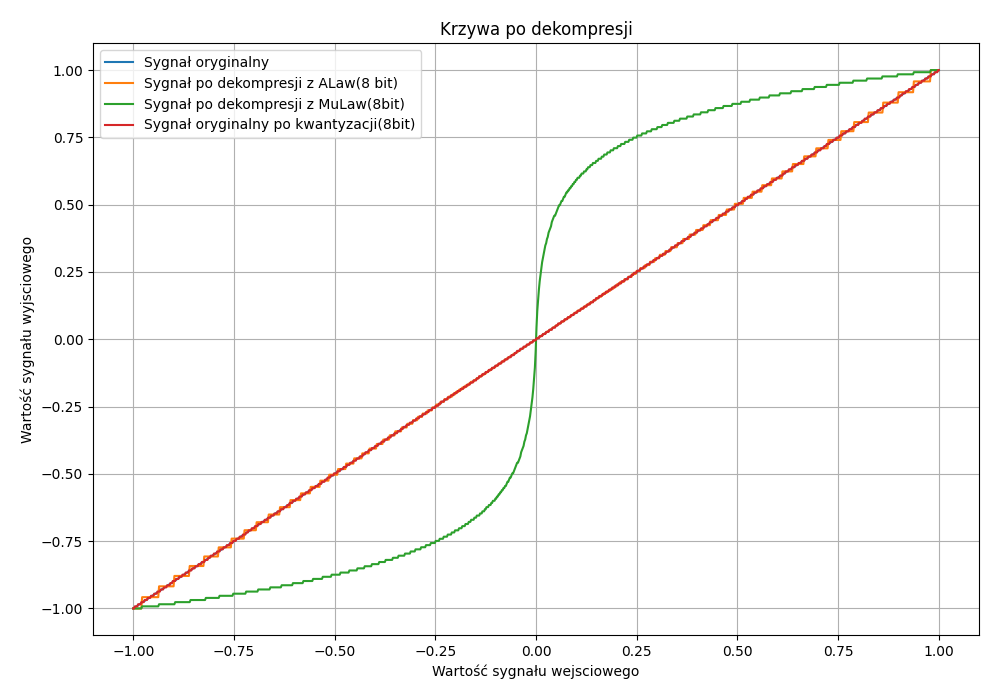 Krzywa po dekompresji
Sygnał oryginalny
Sygnał po dekompresji z ALaw(8 bit)
Sygnał po dekompresji z MuLaw(8bit)
Sygnał oryginalny po kwantyzacji(8bit)
1.00
0.75
0.50
0.25
0.00
−0.25
−0.50
−0.75
−1.00
Wartość sygnału wyjsciowego
−1.00 −0.75 −0.50 −0.25 0.00 0.25 0.50 0.75 1.00
Wartość sygnału wejsciowego